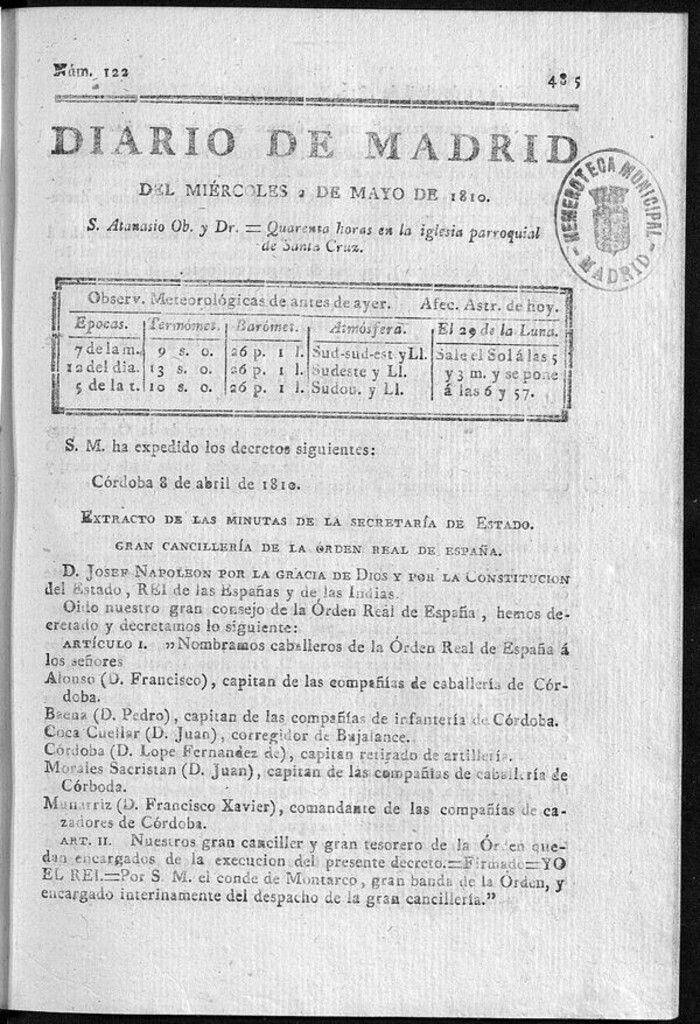 Núm. 122
485
DIARIO DE MADRID
DEL MIÉRCOLES 2 DE MAYO DE 1810.
S. Atanasio Ob. y Dr. = Quarenta horas en la iglesia parroquial
de Santa Cruz.
HEMEROTECA MUNICIPAL
- MADRID -
Observ. Meteorológicas de antes de ayer. Afec. Astr. de hoy.
Epocas. Termómet. Barómet. Atmósfera. El 29 de la Luna.
7 de la m. 9 s. o. 26 p. 1 l. Sud-sud-est y Ll. Sale el Sol á las 5
12 del dia. 13 s. o. 26 p. 1 l. Sudeste y Ll. y 3 m. y se pone
5 de la t. 10 s. o. 26 p. 1 l. Sudou. y Ll. á las 6 y 57.
S. M. ha expedido los decretos siguientes:
Córdoba 8 de abril de 1810.
EXTRACTO DE LAS MINUTAS DE LA SECRETARÍA DE ESTADO.
GRAN CANCILLERÍA DE LA ÓRDEN REAL DE ESPAÑA.
D. JOSEF NAPOLEON POR LA GRACIA DE DIOS Y POR LA CONSTITUCION
del Estado, REI de las Españas y de las Indias.
Oido nuestro gran consejo de la Órden Real de España, hemos de-
cretado y decretamos lo siguiente:
ARTÍCULO I. „Nombramos caballeros de la Órden Real de España á
los señores
Alonso (D. Francisco), capitan de las compañías de caballería de Cór-
doba.
Baena (D. Pedro), capitan de las compañías de infantería de Córdoba.
Coca Cuellar (D. Juan), corregidor de Bujalance.
Córdoba (D. Lope Fernandez de), capitan retirado de artillería.
Morales Sacristan (D. Juan), capitan de las compañías de caballería de
Córboda.
Munarriz (D. Francisco Xavier), comandante de las compañías de ca-
zadores de Córdoba.
ART. II. Nuestros gran canciller y gran tesorero de la Órden que-
dan encargados de la execucion del presente decreto.=Firmado=YO
EL REI.=Por S. M. el conde de Montarco, gran banda de la Órden, y
encargado interinamente del despacho de la gran cancillería."